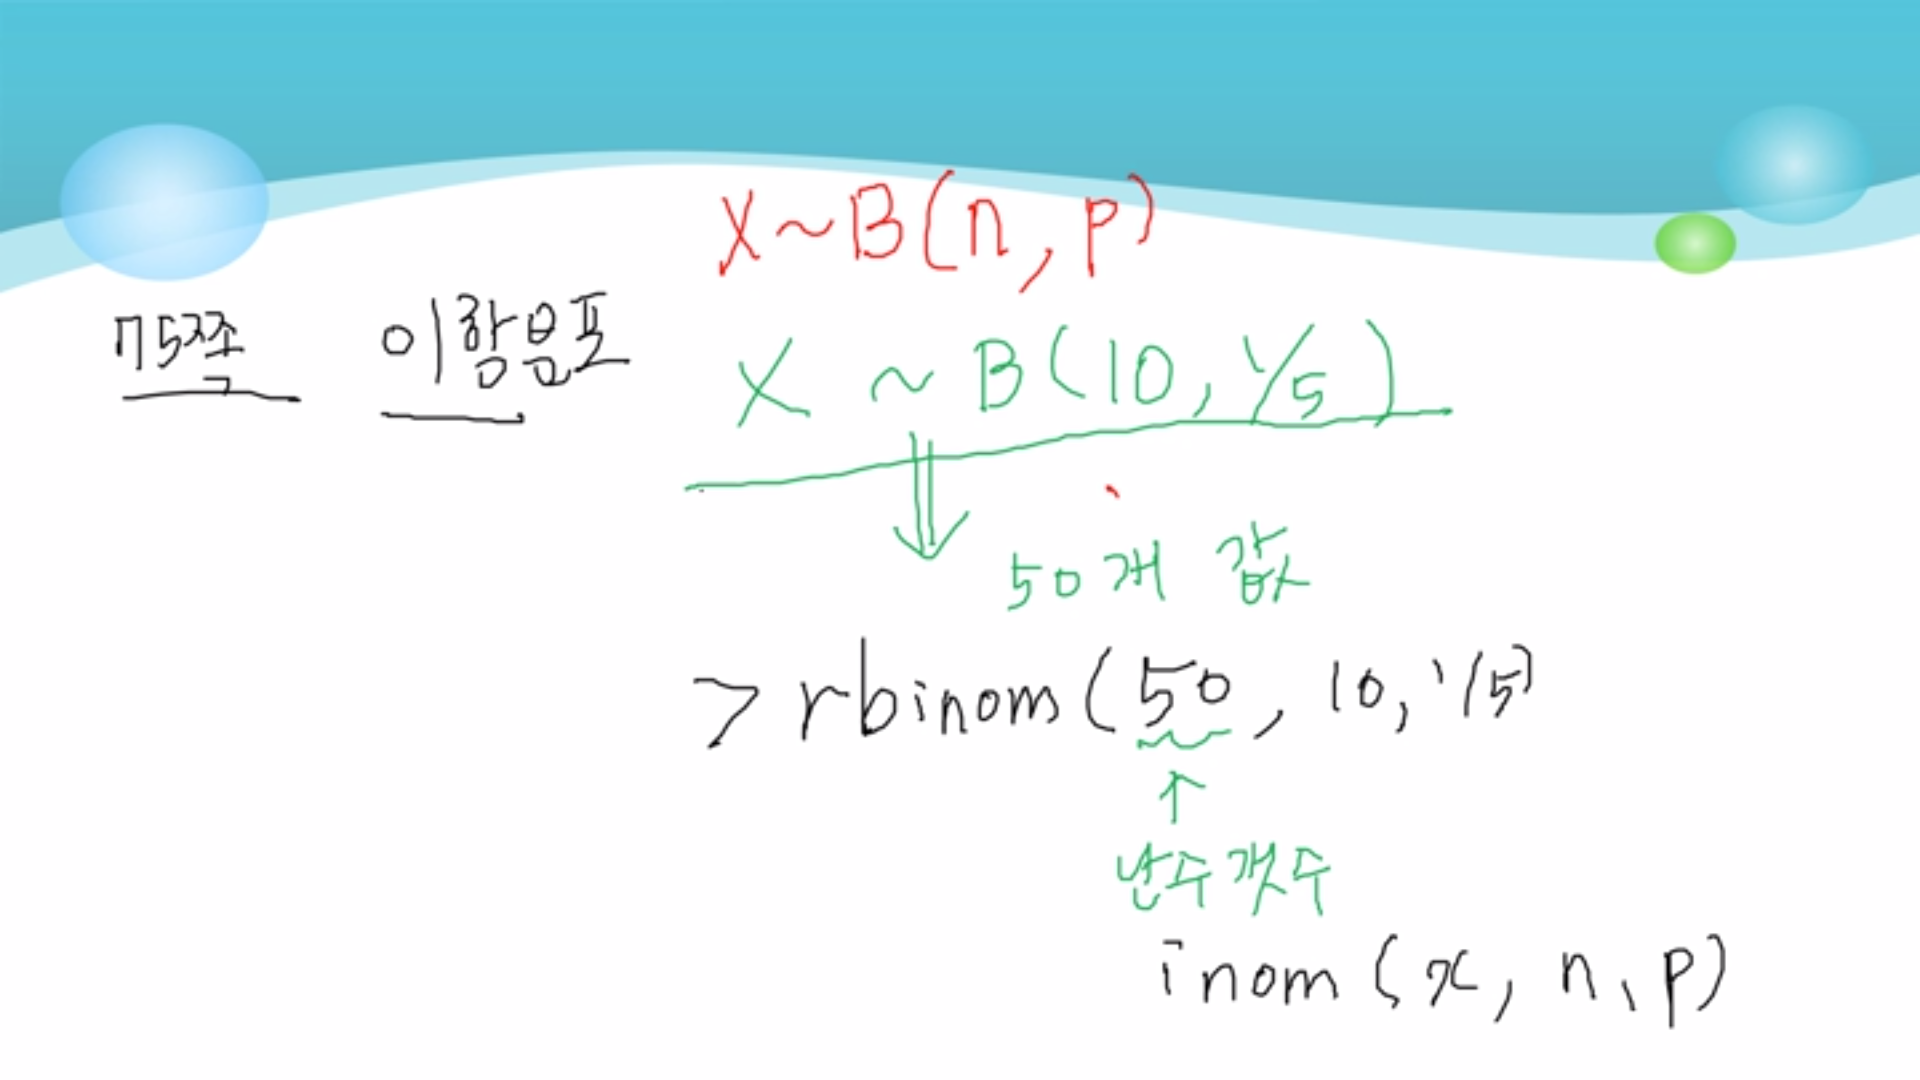 X~B(n, p)
75쪽 이항분포 X ~ B(10, 1/5)
50개 값
> rbinom(50, 10, 1/5)
↑
난수갯수
inom(x, n, p)